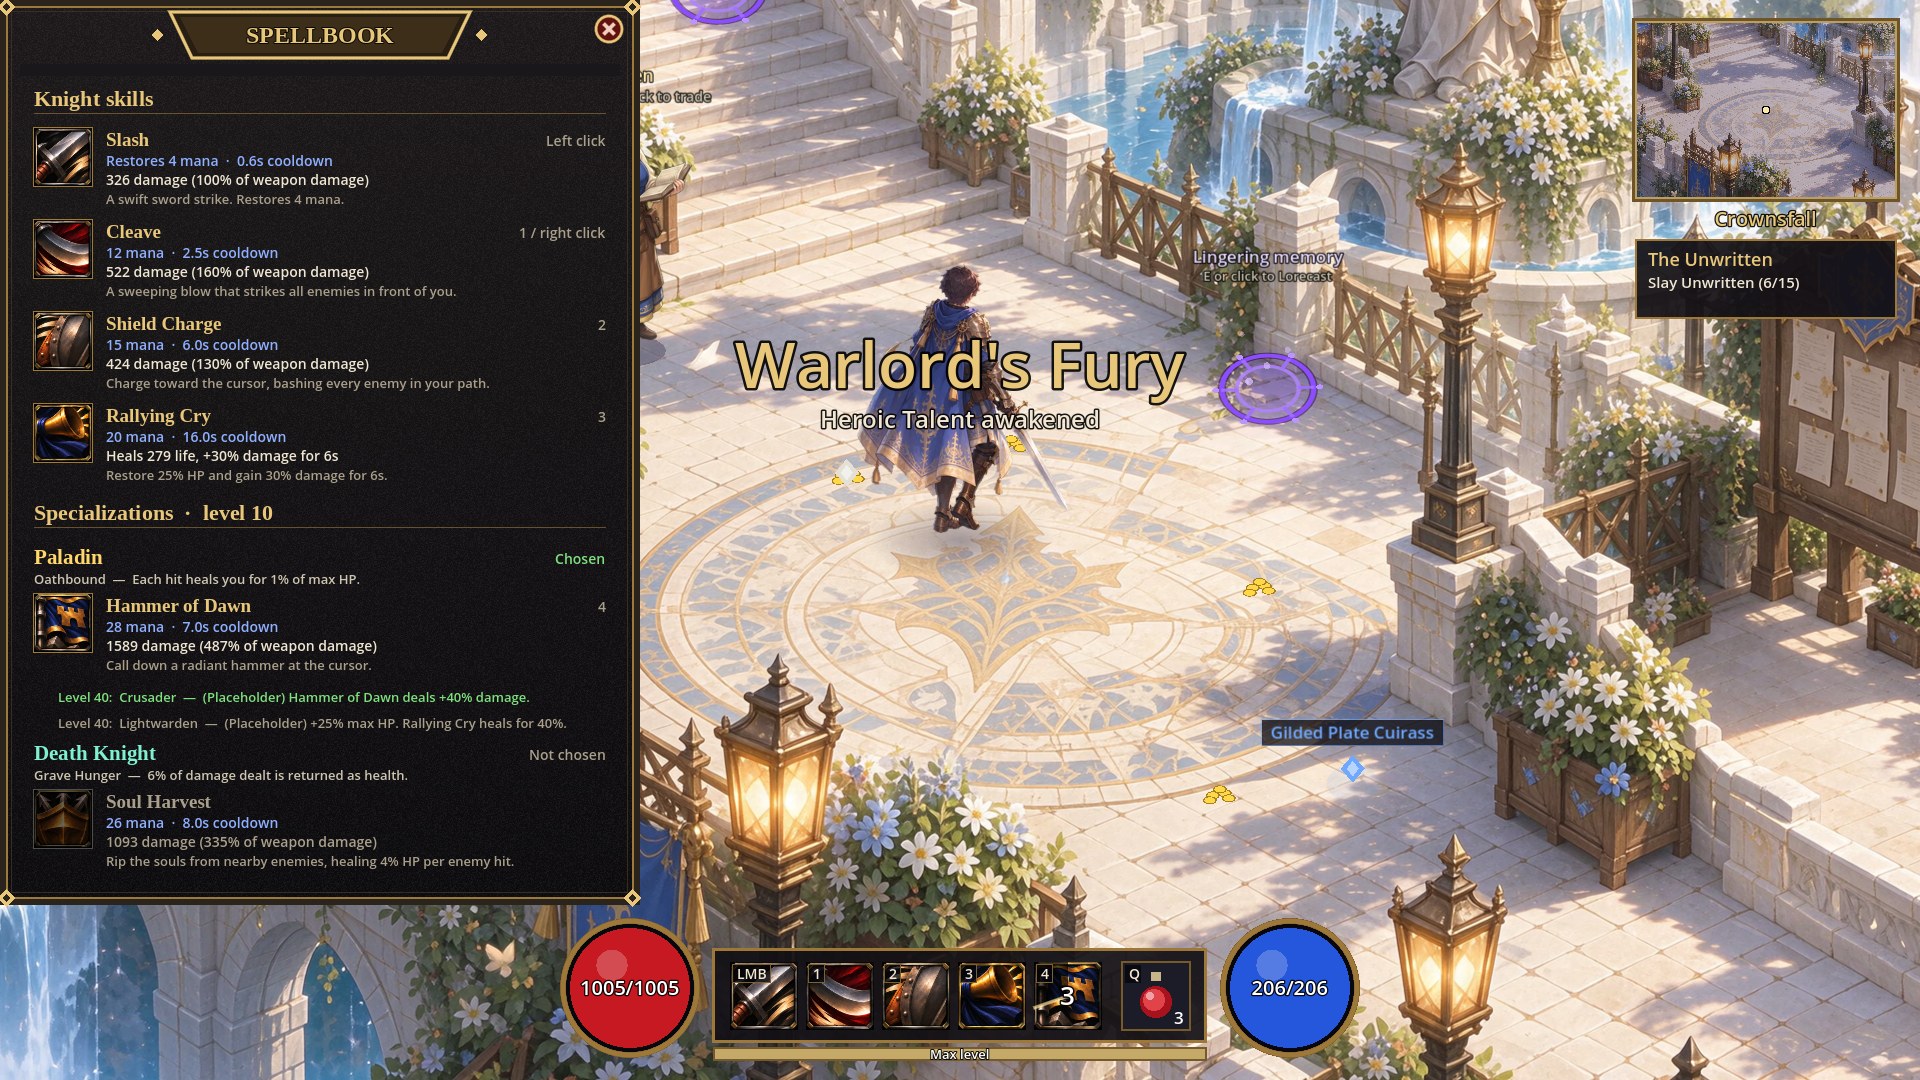 SPELLBOOK
Knight skills
Slash
Left click
Restores 4 mana · 0.6s cooldown
326 damage (100% of weapon damage)
A swift sword strike. Restores 4 mana.
Cleave
1 / right click
12 mana · 2.5s cooldown
522 damage (160% of weapon damage)
A sweeping blow that strikes all enemies in front of you.
Shield Charge
2
15 mana · 6.0s cooldown
424 damage (130% of weapon damage)
Charge toward the cursor, bashing every enemy in your path.
Rallying Cry
3
20 mana · 16.0s cooldown
Heals 279 life, +30% damage for 6s
Restore 25% HP and gain 30% damage for 6s.
Specializations · level 10
Paladin
Chosen
Oathbound — Each hit heals you for 1% of max HP.
Hammer of Dawn
4
28 mana · 7.0s cooldown
1589 damage (487% of weapon damage)
Call down a radiant hammer at the cursor.
Level 40: Crusader — (Placeholder) Hammer of Dawn deals +40% damage.
Level 40: Lightwarden — (Placeholder) +25% max HP. Rallying Cry heals for 40%.
Death Knight
Not chosen
Grave Hunger — 6% of damage dealt is returned as health.
Soul Harvest
26 mana · 8.0s cooldown
1093 damage (335% of weapon damage)
Rip the souls from nearby enemies, healing 4% HP per enemy hit.
to trade
Lingering memory
E or click to Lorecast
Warlord's Fury
Heroic Talent awakened
Gilded Plate Cuirass
Crownsfall
The Unwritten
Slay Unwritten (6/15)
1005/1005
LMB
1
2
3
4
3
Q
3
206/206
Max level